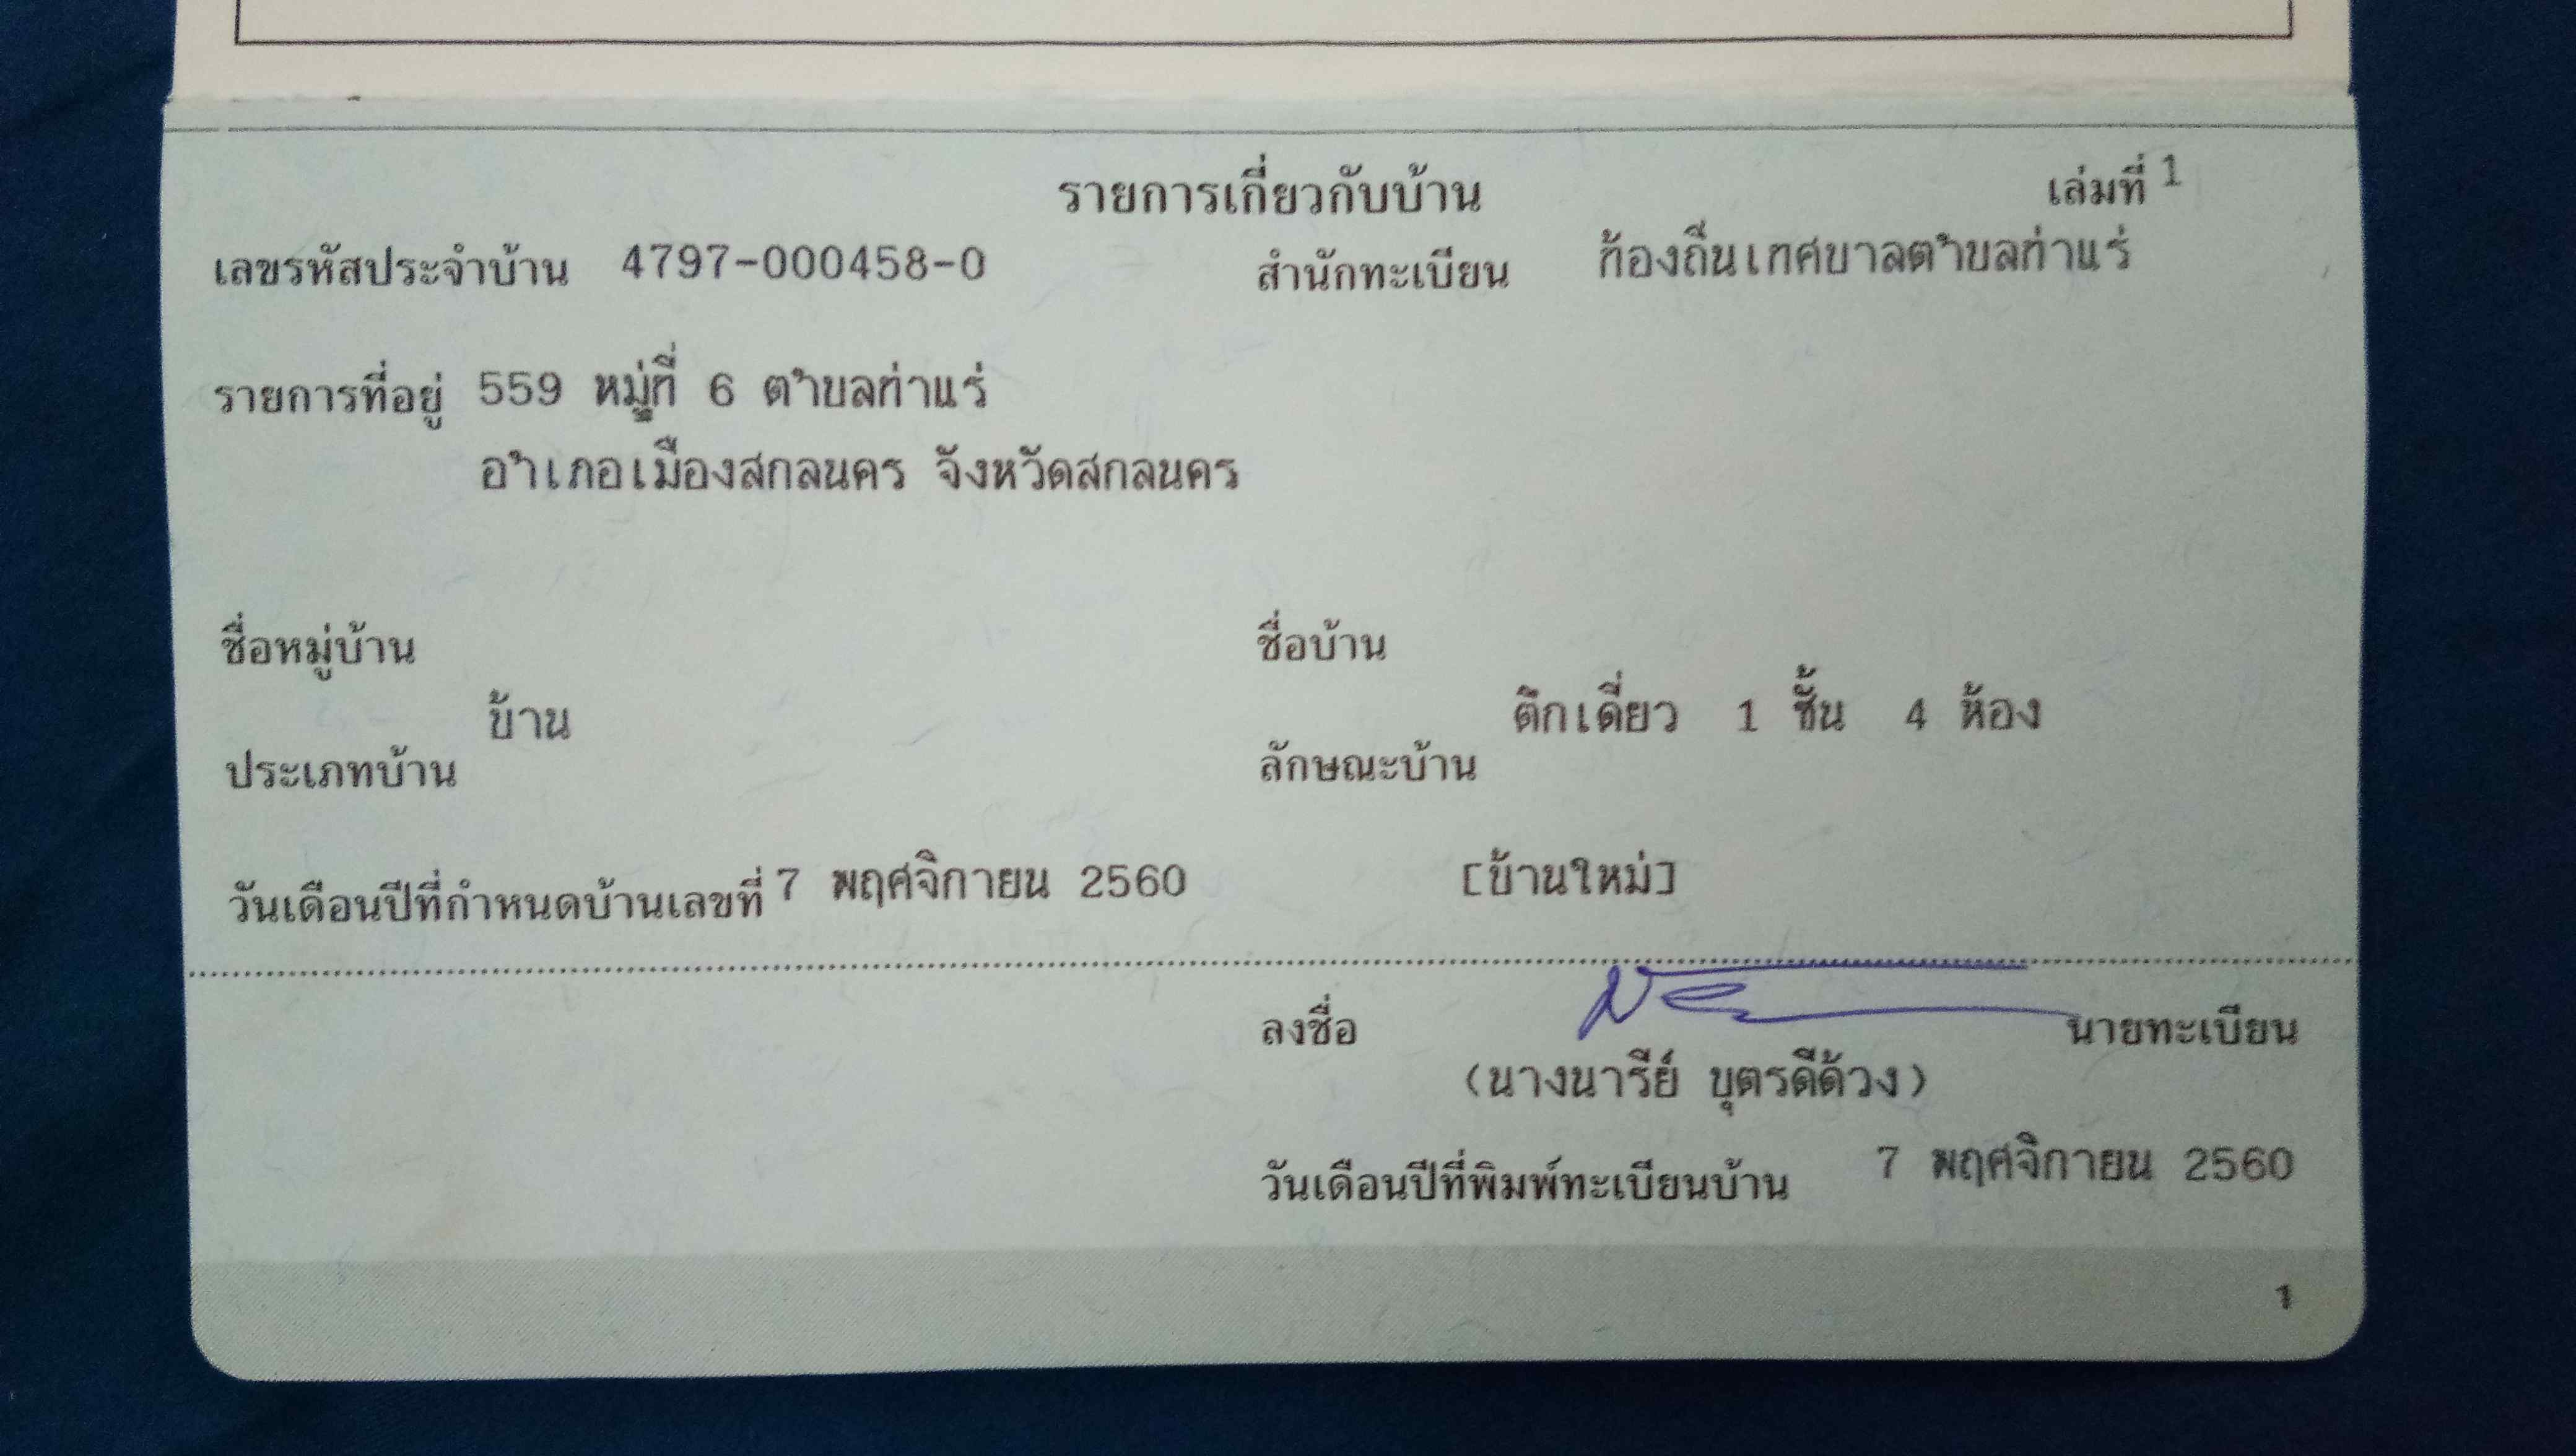 รายการเกี่ยวกับบ้าน เล่มที่ 1
เลขรหัสประจำบ้าน 4797-000458-0 สำนักทะเบียน ท้องถิ่นเทศบาลตำบลท่าแร่
รายการที่อยู่ 559 หมู่ที่ 6 ตำบลท่าแร่
อำเภอเมืองสกลนคร จังหวัดสกลนคร
ชื่อหมู่บ้าน ชื่อบ้าน
ประเภทบ้าน บ้าน ลักษณะบ้าน ตึกเดี่ยว 1 ชั้น 4 ห้อง
วันเดือนปีที่กำหนดบ้านเลขที่ 7 พฤศจิกายน 2560 [บ้านใหม่]
ลงชื่อ นายทะเบียน
(นางนารีย์ บุตรดีด้วง)
วันเดือนปีที่พิมพ์ทะเบียนบ้าน 7 พฤศจิกายน 2560
1